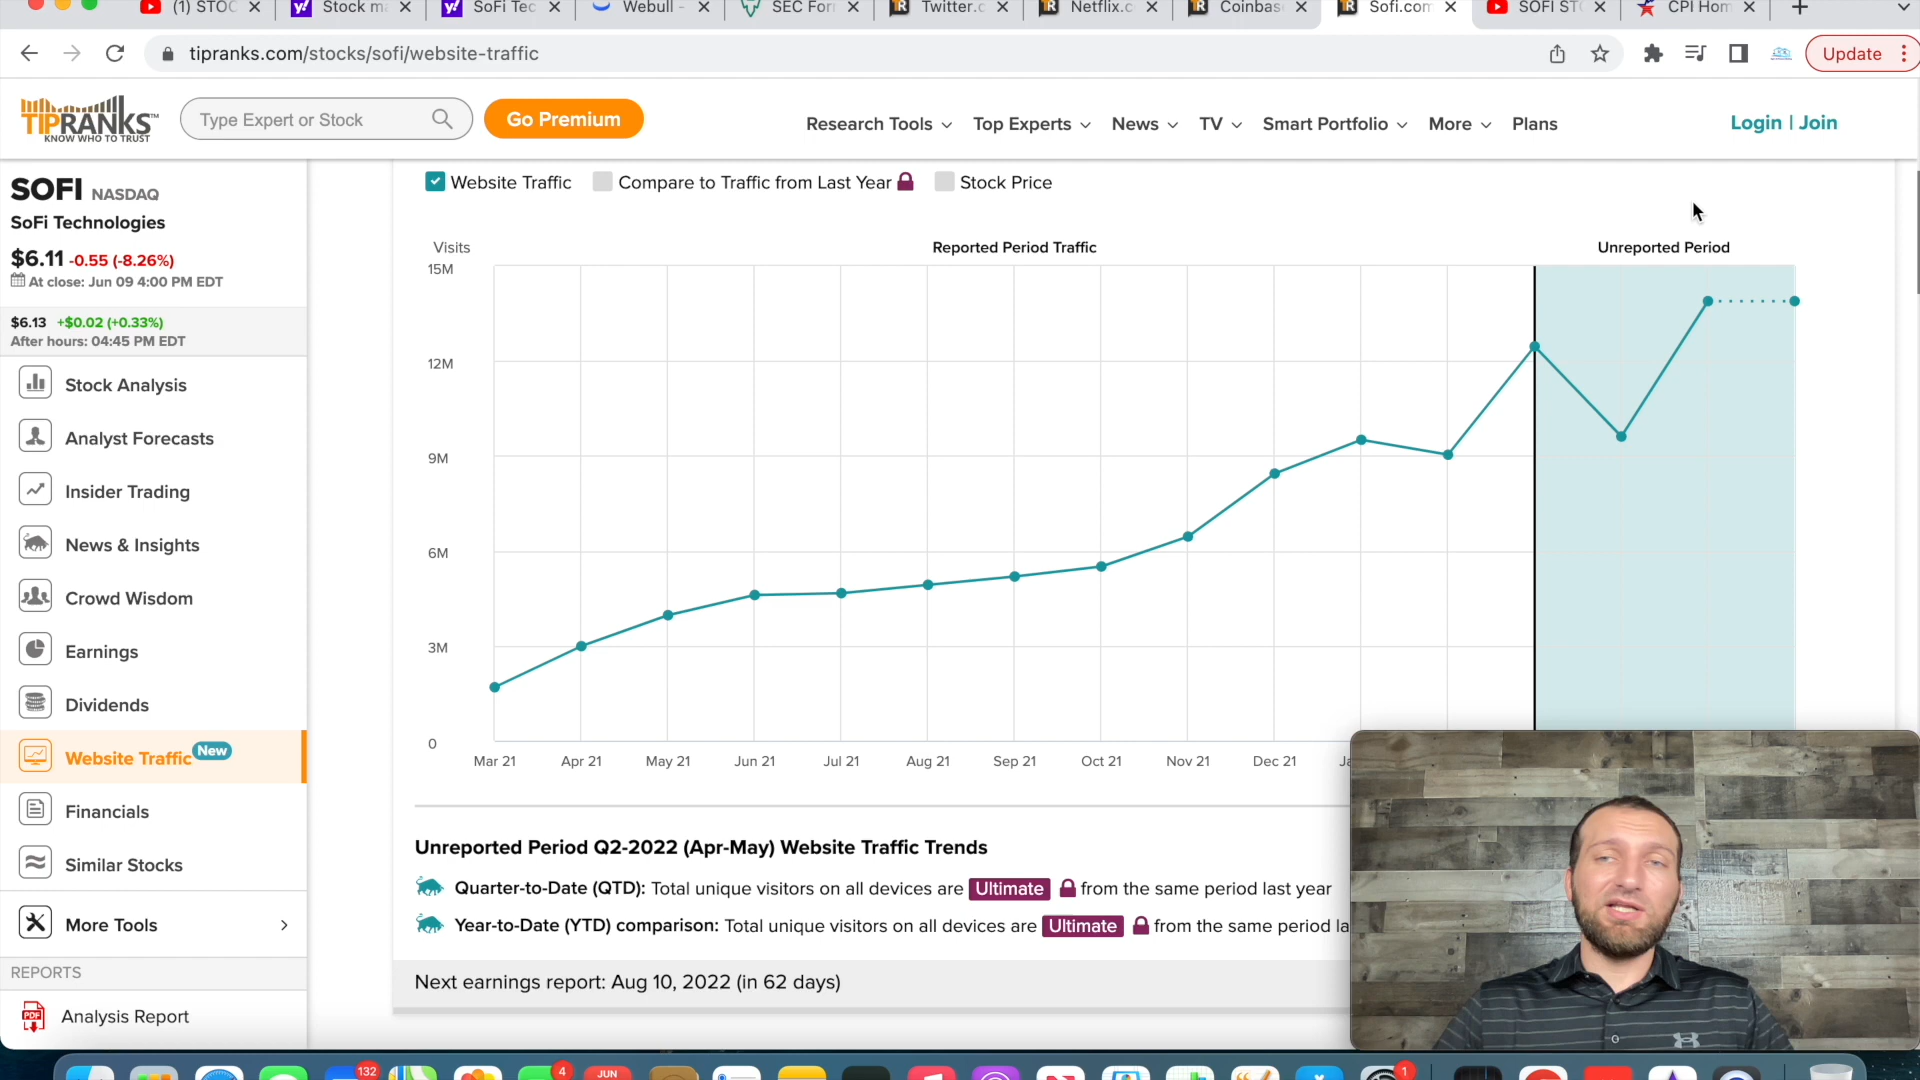 (1) STOC
Stock ma
SoFi Tec
Webull -
SEC For
Twitter.c
Netflix.c
Coinbas
Sofi.com
SOFI ST
CPI Hom
tipranks.com/stocks/sofi/website-traffic
Update
TIPRANKS™
KNOW WHO TO TRUST
Type Expert or Stock
Go Premium
Research Tools
Top Experts
News
TV
Smart Portfolio
More
Plans
Login | Join
SOFI NASDAQ
SoFi Technologies
$6.11 -0.55 (-8.26%)
At close: Jun 09 4:00 PM EDT
$6.13 +$0.02 (+0.33%)
After hours: 04:45 PM EDT
Stock Analysis
Analyst Forecasts
Insider Trading
News & Insights
Crowd Wisdom
Earnings
Dividends
Website Traffic New
Financials
Similar Stocks
More Tools
REPORTS
PDF
Analysis Report
Website Traffic
Compare to Traffic from Last Year
Stock Price
Visits
Reported Period Traffic
Unreported Period
15M
12M
9M
6M
3M
0
Mar 21
Apr 21
May 21
Jun 21
Jul 21
Aug 21
Sep 21
Oct 21
Nov 21
Dec 21
Unreported Period Q2-2022 (Apr-May) Website Traffic Trends
Quarter-to-Date (QTD): Total unique visitors on all devices are Ultimate from the same period last year
Year-to-Date (YTD) comparison: Total unique visitors on all devices are Ultimate from the same period la
Next earnings report: Aug 10, 2022 (in 62 days)
132
4
JUN
1